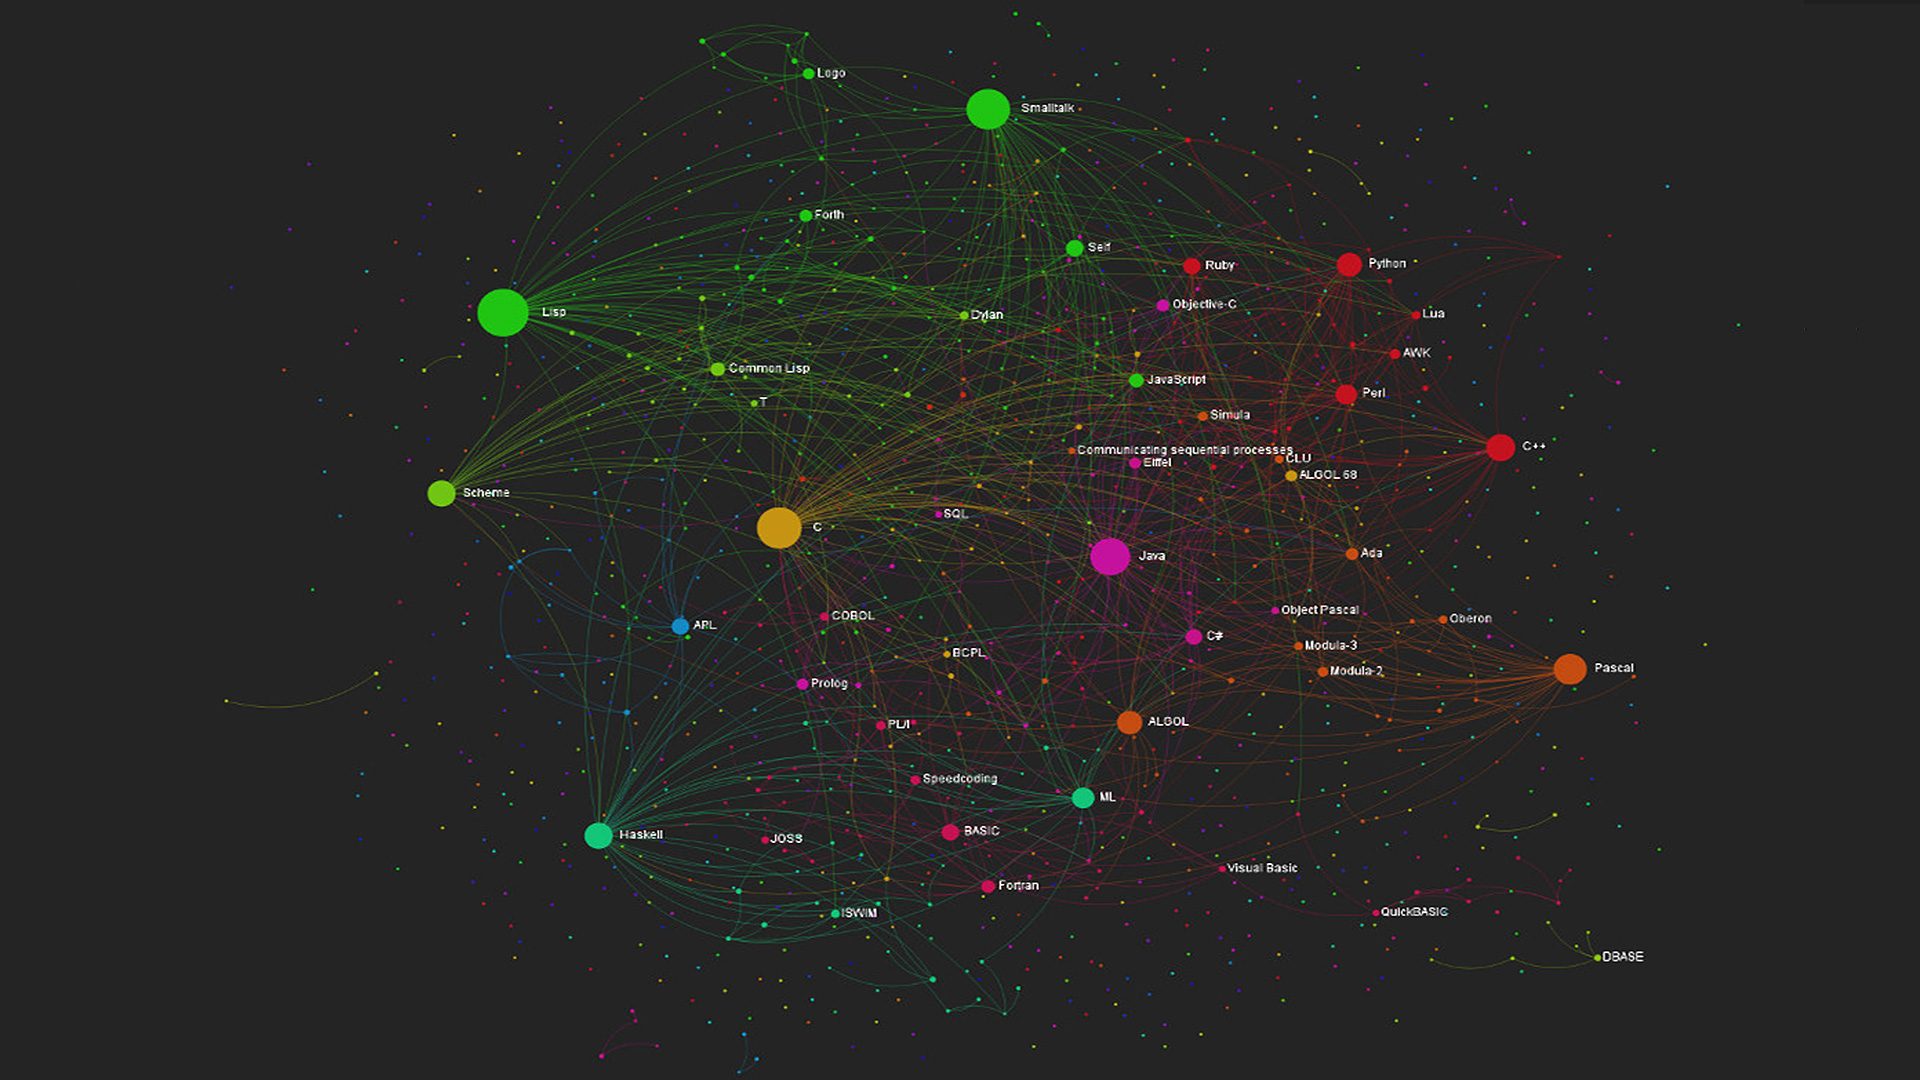 Logo
Smalltalk
Forth
Self
Ruby
Python
Objective-C
Lisp
Dylan
Lua
AWK
Common Lisp
JavaScript
Perl
T
Simula
C++
Communicating sequential processes
CLU
Eiffel
ALGOL 68
Scheme
SQL
C
Java
Ada
Object Pascal
COBOL
Oberon
APL
C#
Modula-3
BCPL
Pascal
Modula-2
Prolog
ALGOL
PL/I
Speedcoding
ML
BASIC
Haskell
JOSS
Visual Basic
Fortran
ISWIM
QuickBASIC
DBASE